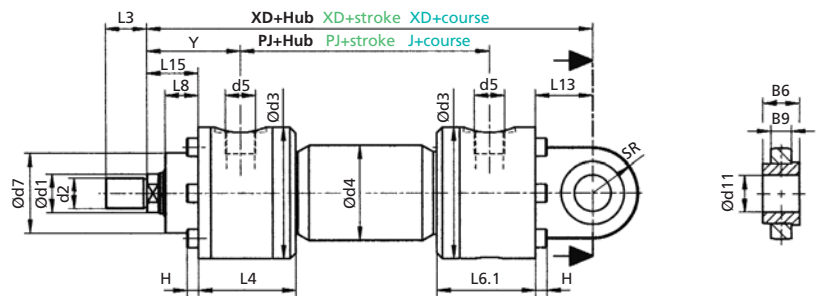 L3 XD+Hub XD+stroke XD+course
Y PJ+Hub PJ+stroke J+course
L15
L8 d5 Ød3 d5 Ød3 L13 B6
B9
SR
Ød7 Ød1 d2 Ød4 Ød11
H L4 L6.1 H